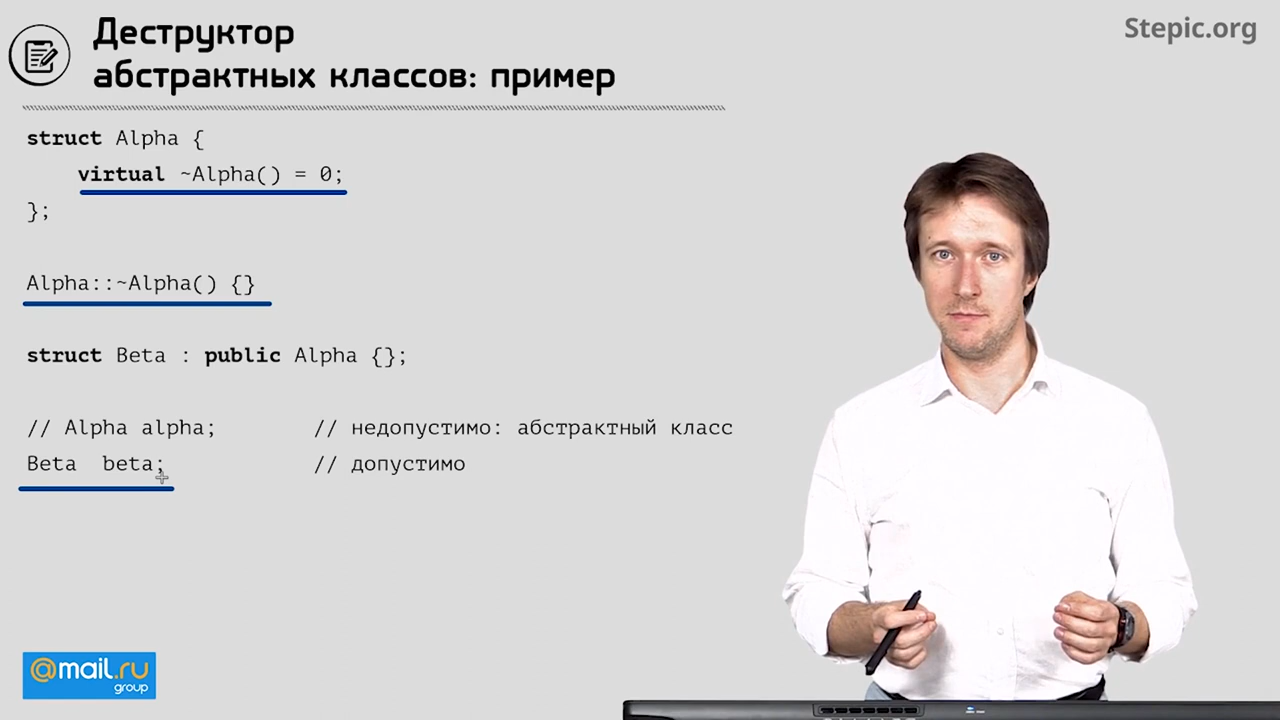 Деструктор
абстрактных классов: пример
Stepic.org
struct Alpha {
    virtual ~Alpha() = 0;
};
Alpha::~Alpha() {}
struct Beta : public Alpha {};
// Alpha alpha;        // недопустимо: абстрактный класс
Beta  beta;            // допустимо
@mail.ru
group